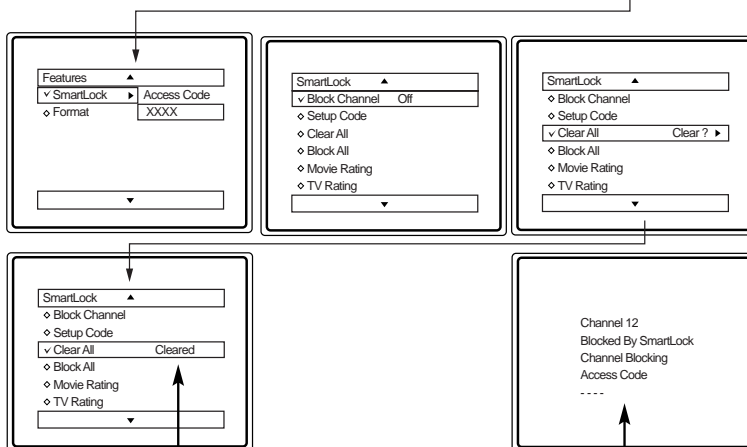 Features
SmartLock Access Code
Format XXXX
SmartLock
Block Channel Off
Setup Code
Clear All
Block All
Movie Rating
TV Rating
SmartLock
Block Channel
Setup Code
Clear All Clear ?
Block All
Movie Rating
TV Rating
SmartLock
Block Channel
Setup Code
Clear All Cleared
Block All
Movie Rating
TV Rating
Channel 12
Blocked By SmartLock
Channel Blocking
Access Code
- - - -